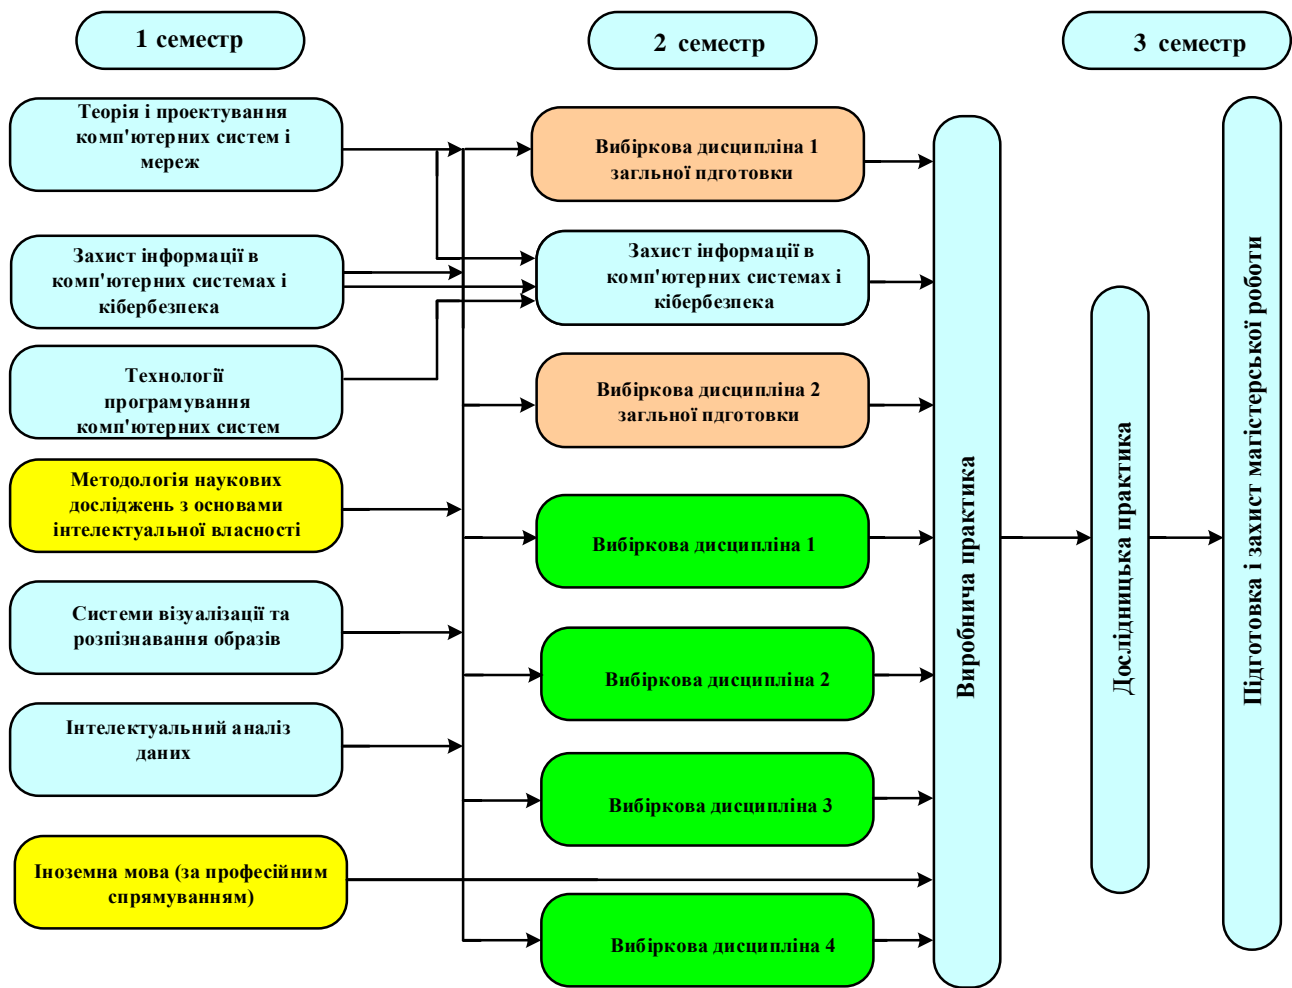 1 семестр
2 семестр
3 семестр
Теорія і проектування
комп'ютерних систем і
мереж
Захист інформації в
комп'ютерних системах і
кібербезпека
Технології
програмування
комп'ютерних систем
Методологія наукових
досліджень з основами
інтелектуальної власності
Системи візуалізації та
розпізнавання образів
Інтелектуальний аналіз
даних
Іноземна мова (за професійним
спрямуванням)
Вибіркова дисципліна 1
загльної пдготовки
Захист інформації в
комп'ютерних системах і
кібербезпека
Вибіркова дисципліна 2
загльної пдготовки
Вибіркова дисципліна 1
Вибіркова дисципліна 2
Вибіркова дисципліна 3
Вибіркова дисципліна 4
Виробнича практика
Дослідницька практика
Підготовка і захист магістерської роботи